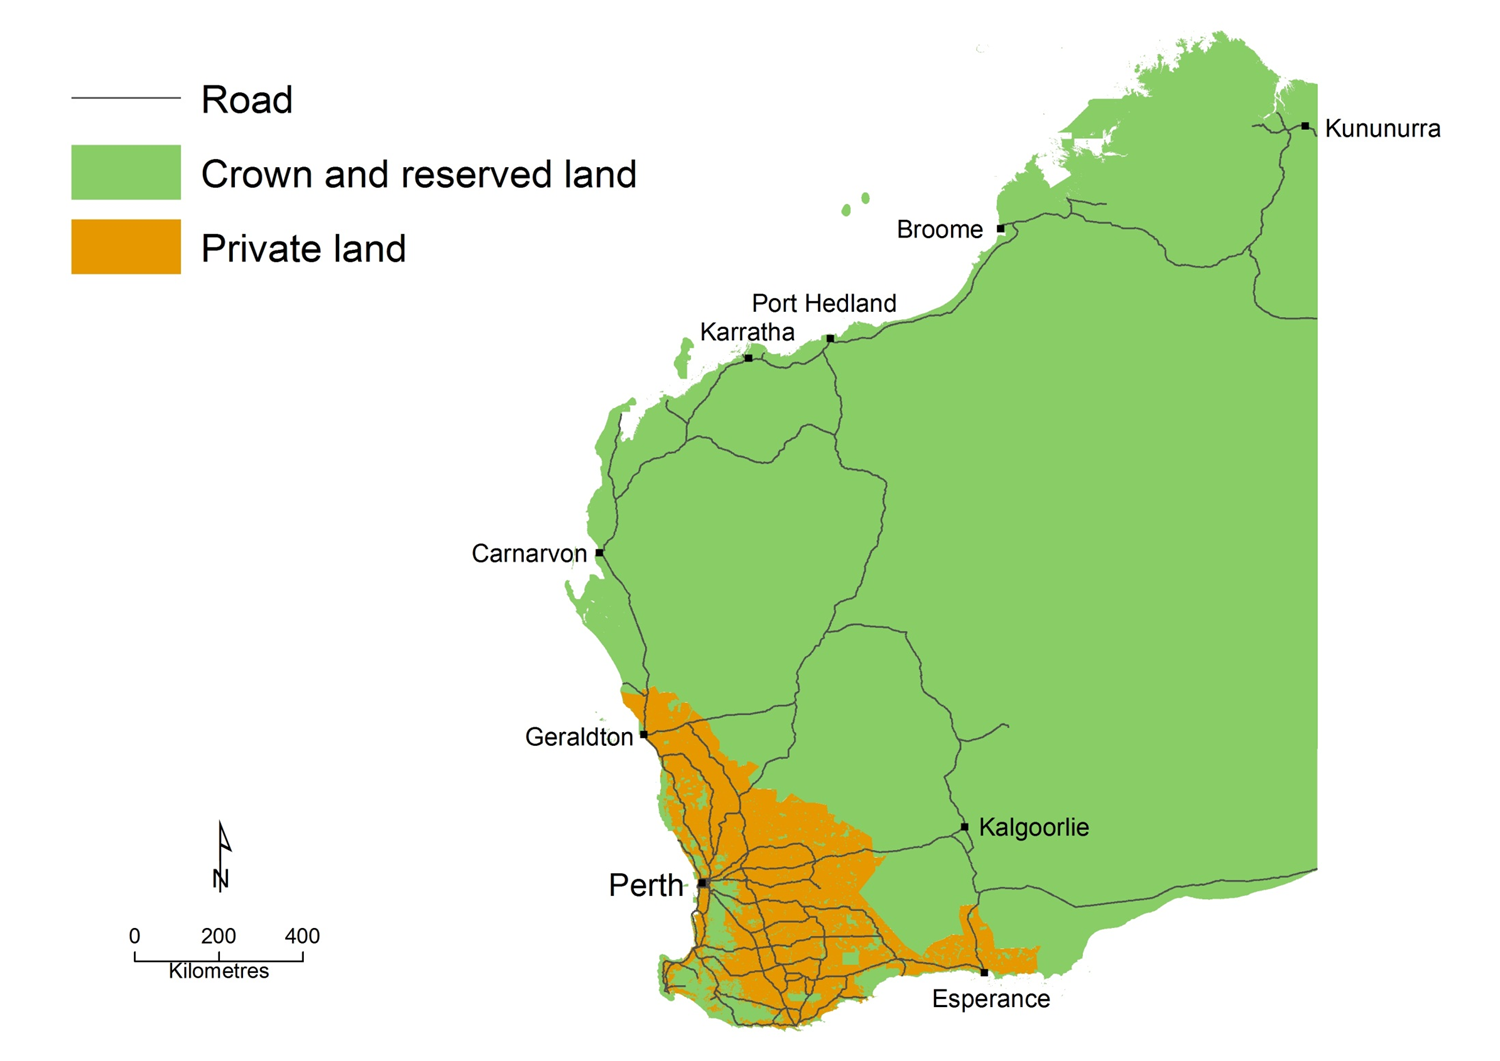 Road
Crown and reserved land
Private land
Kununurra
Broome
Port Hedland
Karratha
Carnarvon
Geraldton
Kalgoorlie
Perth
Esperance
N
0 200 400
Kilometres